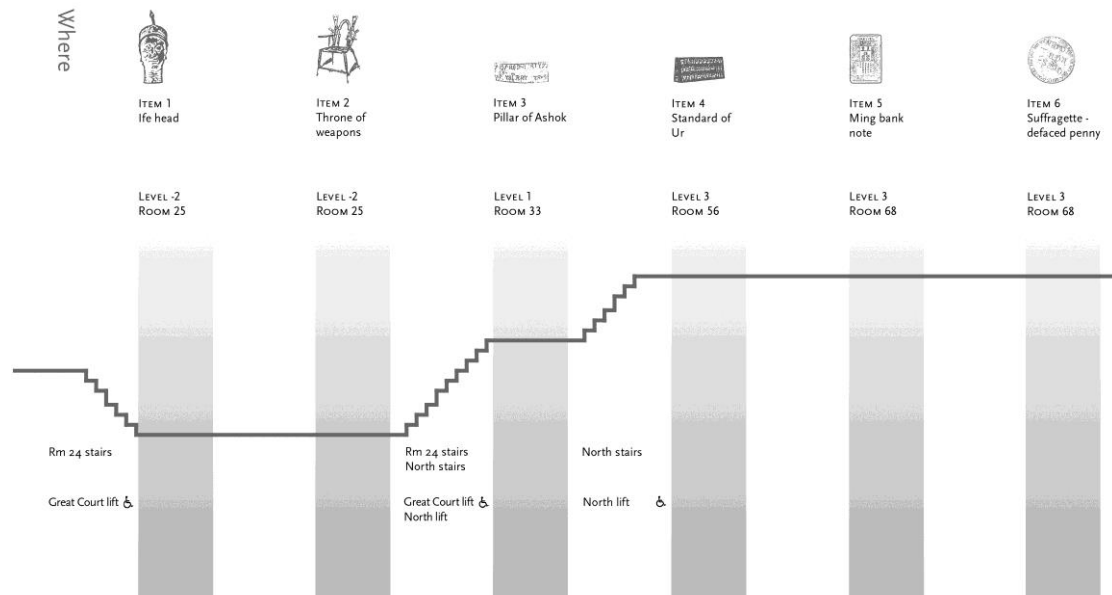 Where
ITEM 1
Ife head
ITEM 2
Throne of
weapons
ITEM 3
Pillar of Ashok
ITEM 4
Standard of
Ur
ITEM 5
Ming bank
note
ITEM 6
Suffragette -
defaced penny
LEVEL -2
ROOM 25
LEVEL -2
ROOM 25
LEVEL 1
ROOM 33
LEVEL 3
ROOM 56
LEVEL 3
ROOM 68
LEVEL 3
ROOM 68
Rm 24 stairs
Rm 24 stairs
North stairs
North stairs
Great Court lift
Great Court lift
North lift
North lift